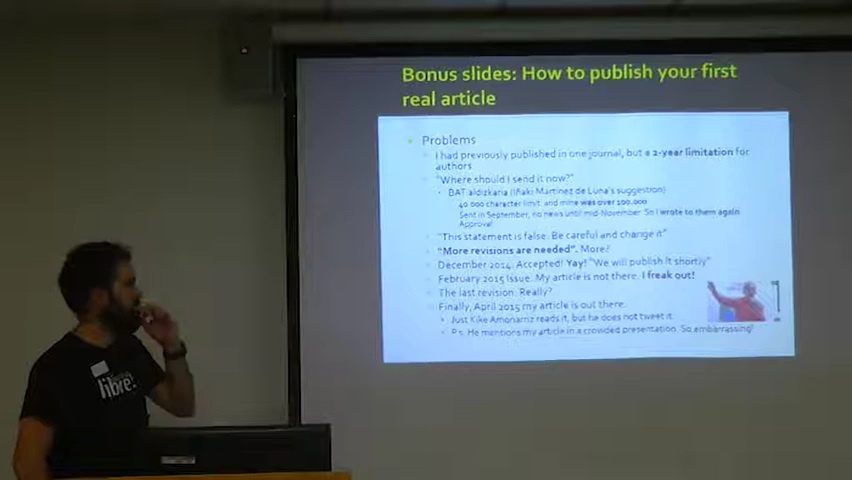 Bonus slides: How to publish your first
real article
Problems
I had previously published in one journal, but a 2-year limitation for
authors
"Where should I send it now?"
BAT aldizkaria (Iñaki Martinez de Luna's suggestion)
40 000 character limit, and mine was over 100.000
Sent in September, no news until mid-November. So I wrote to them again
Approval
"This statement is false. Be careful and change it"
"More revisions are needed". More?
December 2014: Accepted! Yay! "We will publish it shortly"
February 2015 Issue: My article is not there. I freak out!
The last revision. Really?
Finally, April 2015 my article is out there.
Just Kike Amonarriz reads it, but he does not tweet it
P.s. He mentions my article in a crowded presentation. So embarrassing!
libre!